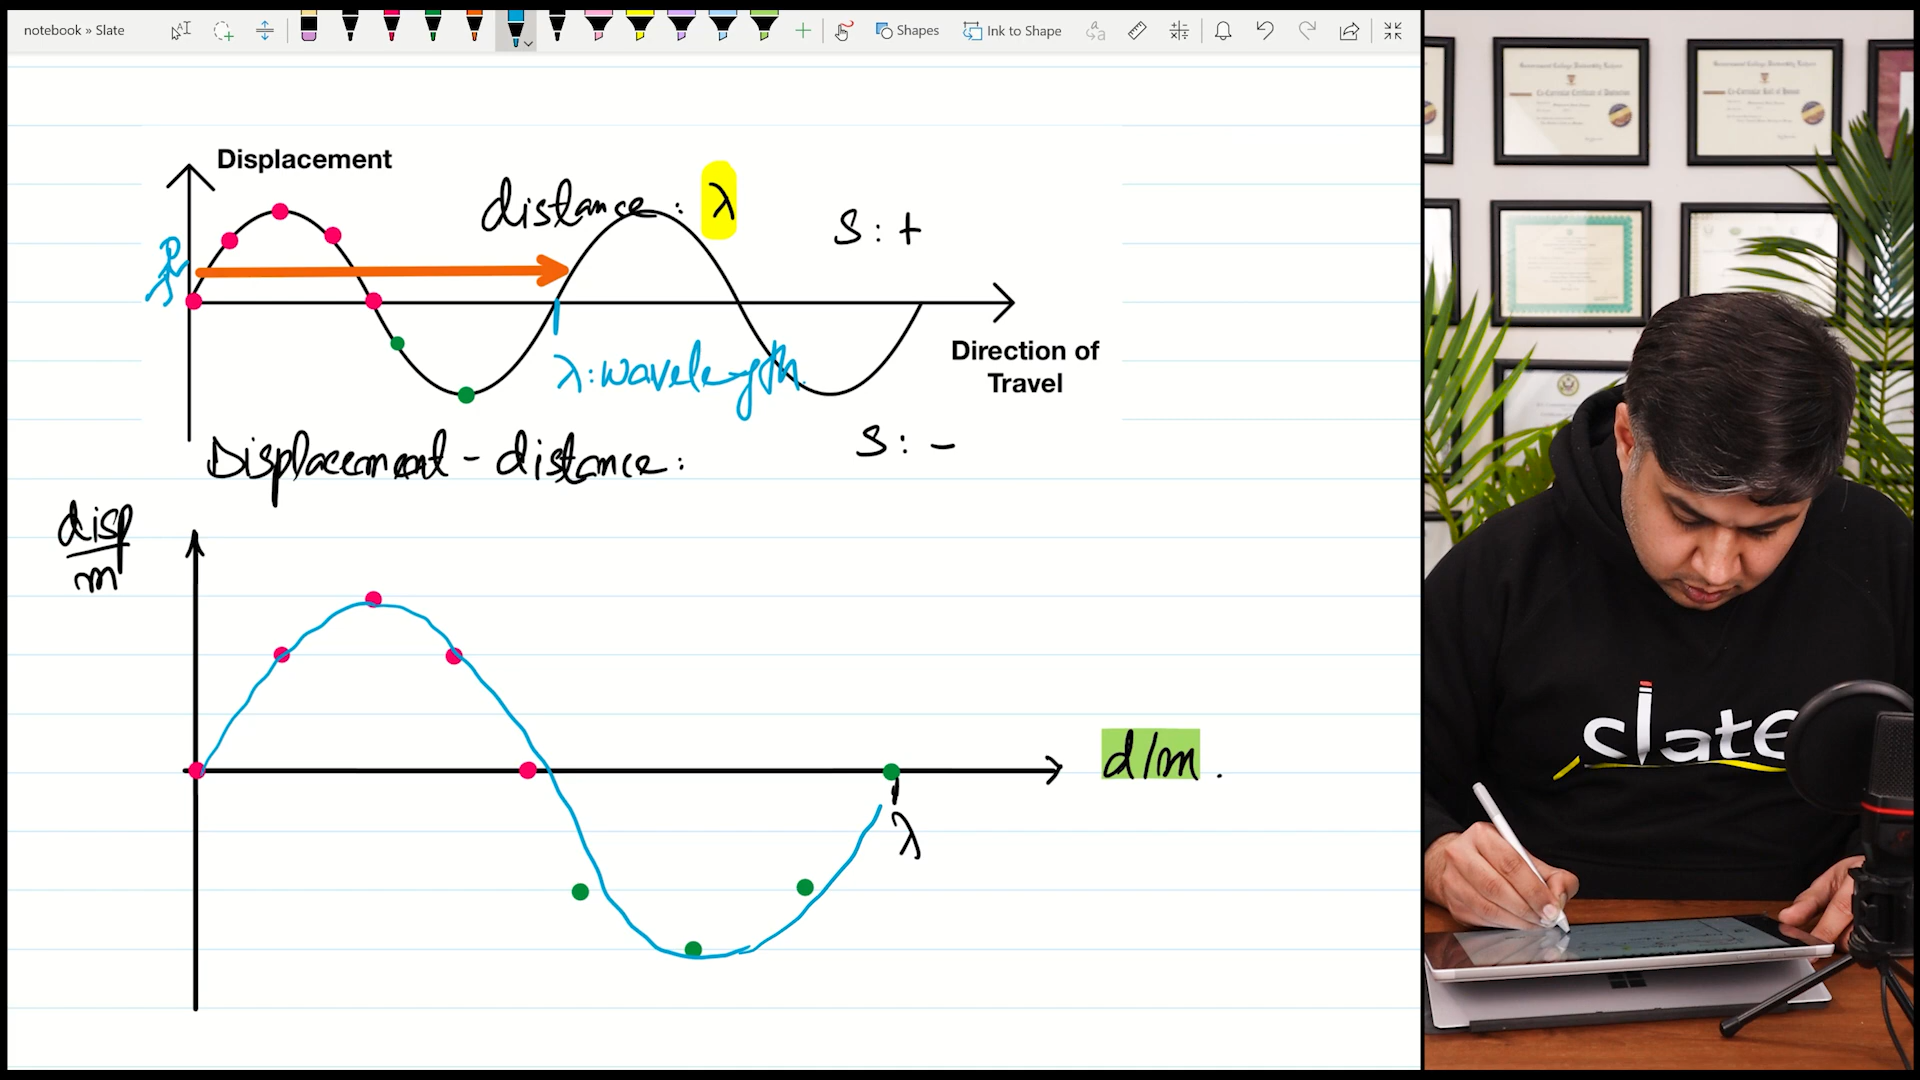 notebook » Slate
Shapes
Ink to Shape
Displacement
distance : λ
S : +
λ : wavelength
Direction of
Travel
Displacement - distance :
S : -
disp
m
d/m .
λ
slate